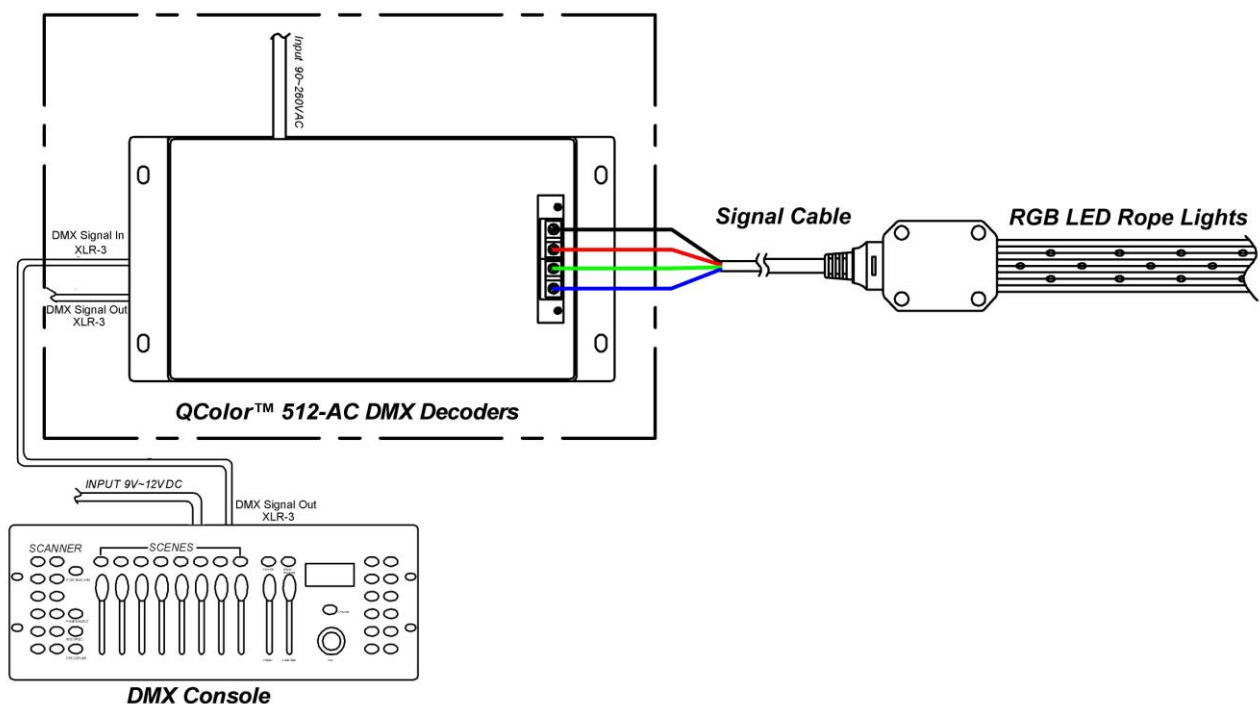 Input 90~260VAC
DMX Signal In
XLR-3
DMX Signal Out
XLR-3
Signal Cable
RGB LED Rope Lights
QColor™ 512-AC DMX Decoders
INPUT 9V~12VDC
DMX Signal Out
XLR-3
SCANNER
SCENES
PROGRAM
DMX Console